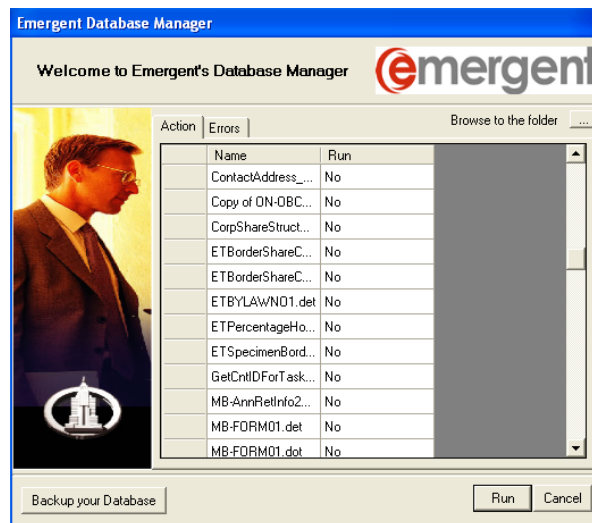 Emergent Database Manager
Welcome to Emergent's Database Manager
emergent
Action Errors Browse to the folder ...
Name Run
ContactAddress_... No
Copy of ON-OBC... No
CorpShareStruct... No
ETBorderShareC... No
ETBorderShareC... No
ETBYLAWNO1.det No
ETPercentageHo... No
ETSpecimenBord... No
GetCntIDForTask... No
MB-AnnRetInfo2... No
MB-FORM01.det No
MB-FORM01.dot No
Backup your Database Run Cancel